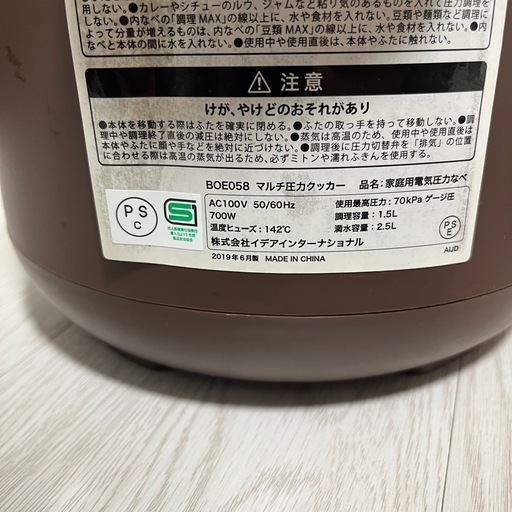 用しない。●カレーやシチューのルウ、ジャムなど粘り気のあるものを入れて圧力調理
しない。●内なべの「調理 MAX」の線以上に、水や食材を入れない。豆類や麺類など調理によ
って分量が増えるものは、内なべの「豆類 MAX」の線以上に、水や食材を入れない。●内な
べと本体の間に水を入れない。●使用中や使用直後は、本体やふたに触れない。
注意
けが、やけどのおそれがあり
●本体を移動する際はふたを確実に閉める。●ふたの取っ手を持って移動しない。●調
理中や調理終了直後の減圧は絶対にしない。●蒸気は高温のため、使用中や使用直後は
本体やふたに顔や手などを絶対に近づけない。●調理後に圧力切替弁を「排気」の位置
に合わせる際は高温の蒸気が出るため、必ずミトンや濡れふきんを使用する。
BOE058 マルチ圧力クッカー 品名:家庭用電気圧力なべ
AC100V 50/60Hz 使用最高圧力:70kPa ゲージ圧
700W 調理容量:1.5L
温度ヒューズ:142℃ 満水容量:2.5L
株式会社イデアインターナショナル
2019年6月製 MADE IN CHINA
AIJD
PS
C
S
PS
E